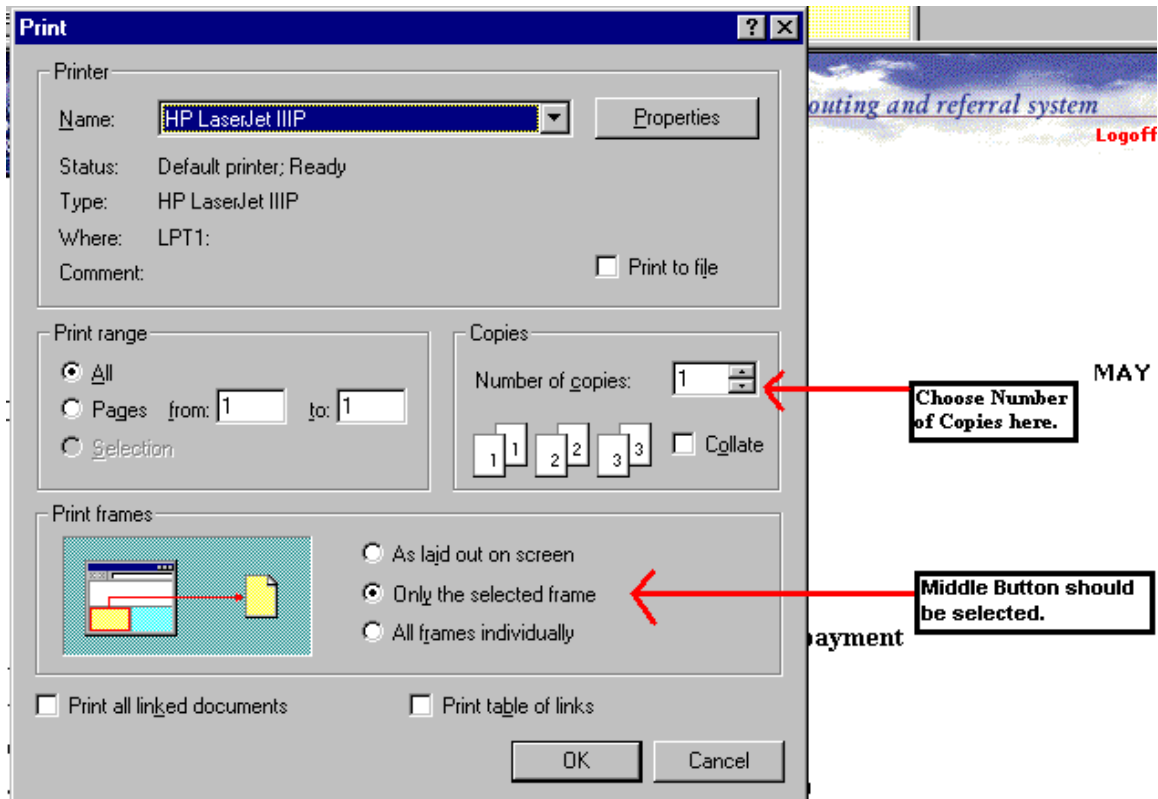 Print
Printer
Name: HP LaserJet IIIP Properties
Status: Default printer; Ready
Type: HP LaserJet IIIP
Where: LPT1:
Comment:
Print to file
outing and referral system
Logoff
Print range
All
Pages from: 1 to: 1
Selection
Copies
Number of copies: 1
1 1 2 2 3 3 Collate
MAY
Choose Number
of Copies here.
Print frames
As laid out on screen
Only the selected frame
All frames individually
Middle Button should
be selected.
payment
Print all linked documents Print table of links
OK Cancel